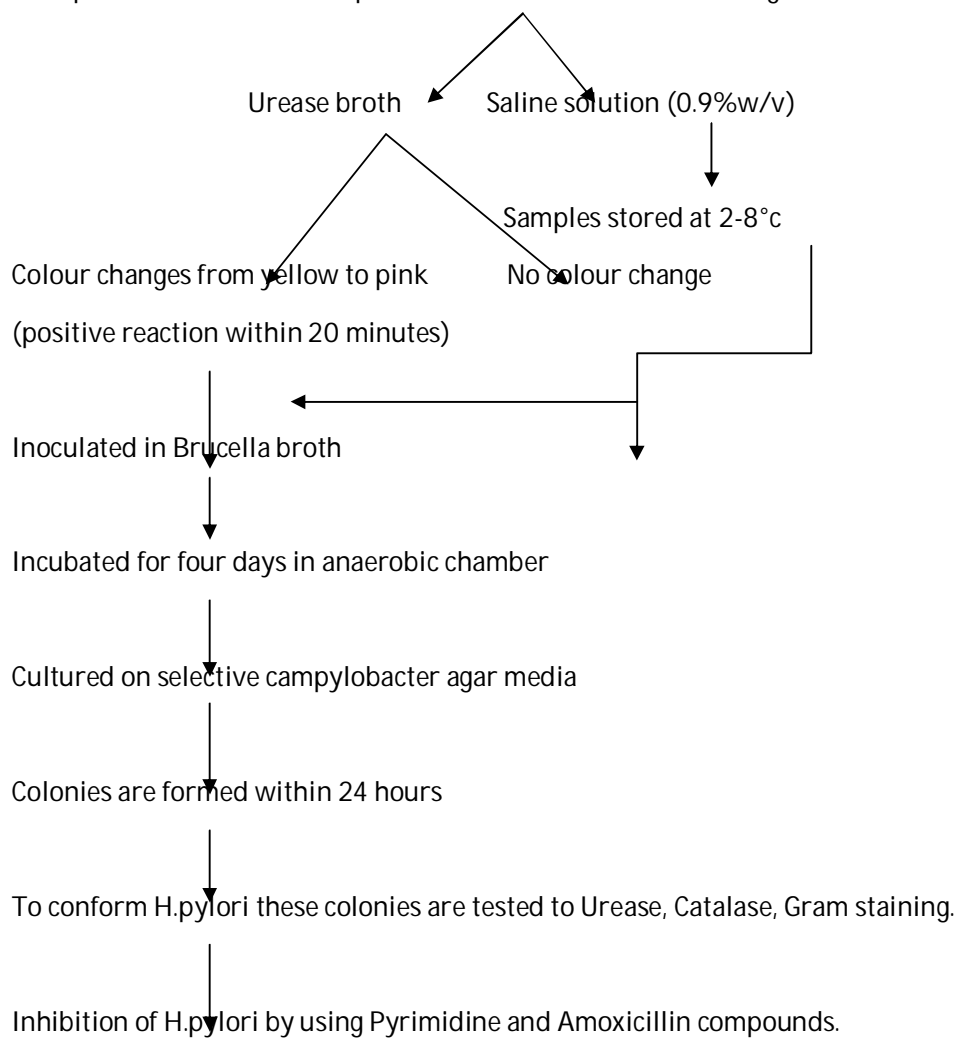 Urease broth Saline solution (0.9%w/v)
Samples stored at 2-8°c
Colour changes from yellow to pink No colour change
(positive reaction within 20 minutes)
Inoculated in Brucella broth
Incubated for four days in anaerobic chamber
Cultured on selective campylobacter agar media
Colonies are formed within 24 hours
To conform H.pylori these colonies are tested to Urease, Catalase, Gram staining.
Inhibition of H.pylori by using Pyrimidine and Amoxicillin compounds.